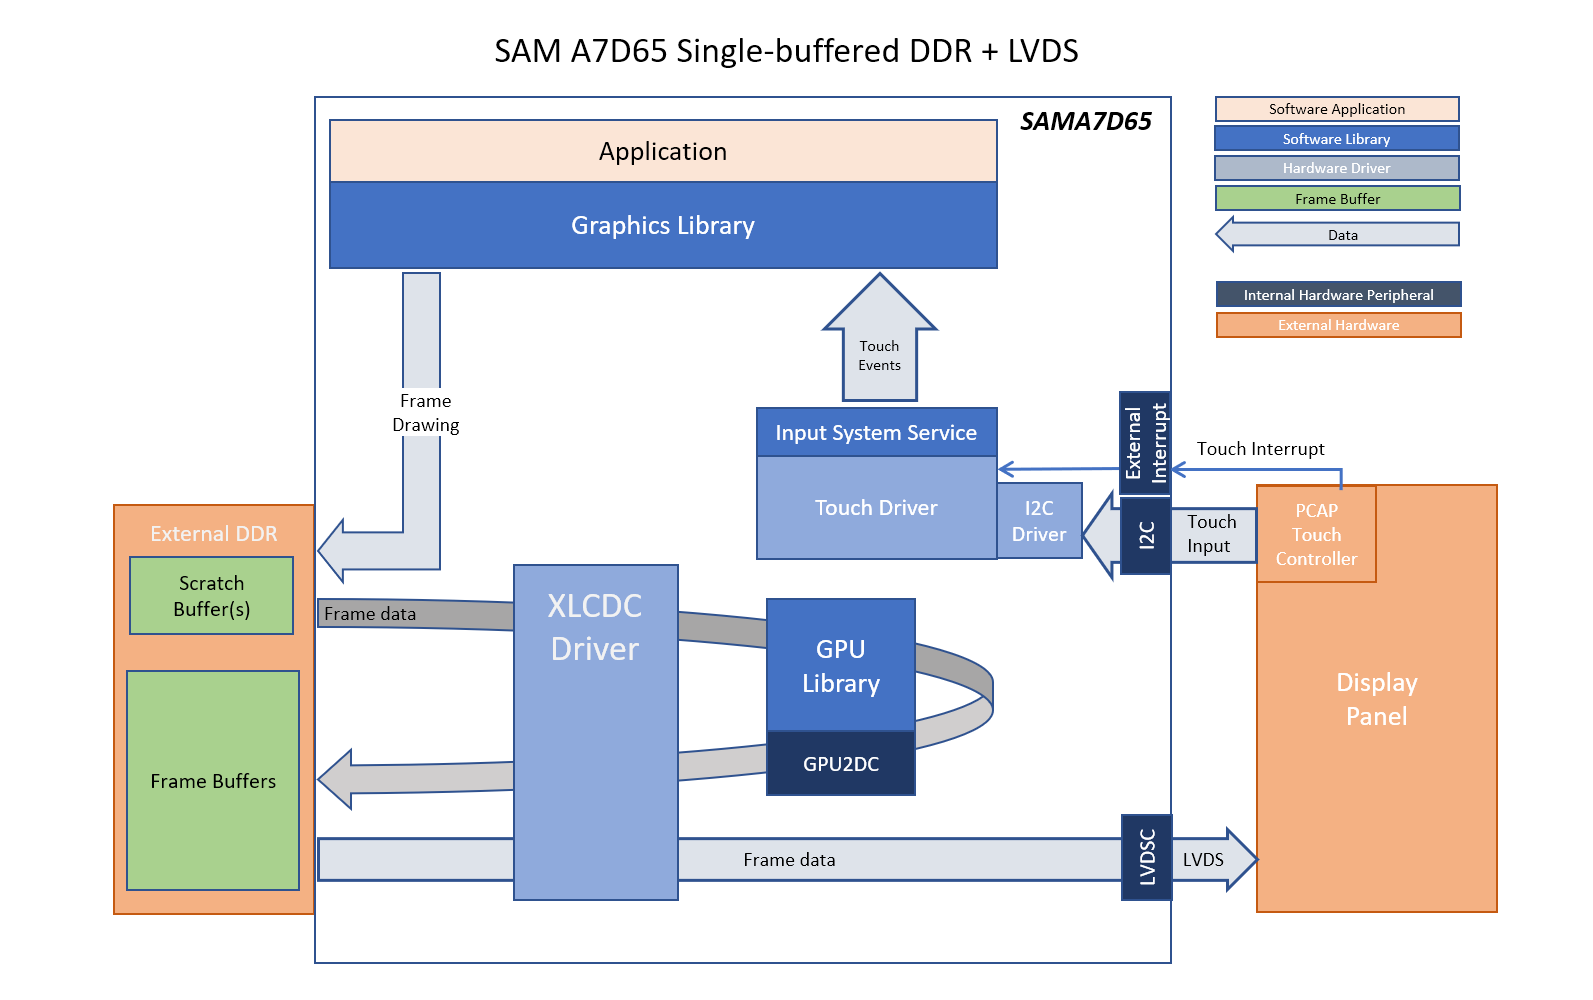 SAM A7D65 Single-buffered DDR + LVDS
SAMA7D65
Application
Graphics Library
Software Application
Software Library
Hardware Driver
Frame Buffer
Data
Internal Hardware Peripheral
External Hardware
Touch
Events
Frame
Drawing
Input System Service
Touch Driver
I2C
Driver
External
Interrupt
I2C
Touch Interrupt
Touch
Input
PCAP
Touch
Controller
Display
Panel
External DDR
Scratch
Buffer(s)
Frame Buffers
Frame data
XLCDC
Driver
GPU
Library
GPU2DC
Frame data
LVDSC
LVDS